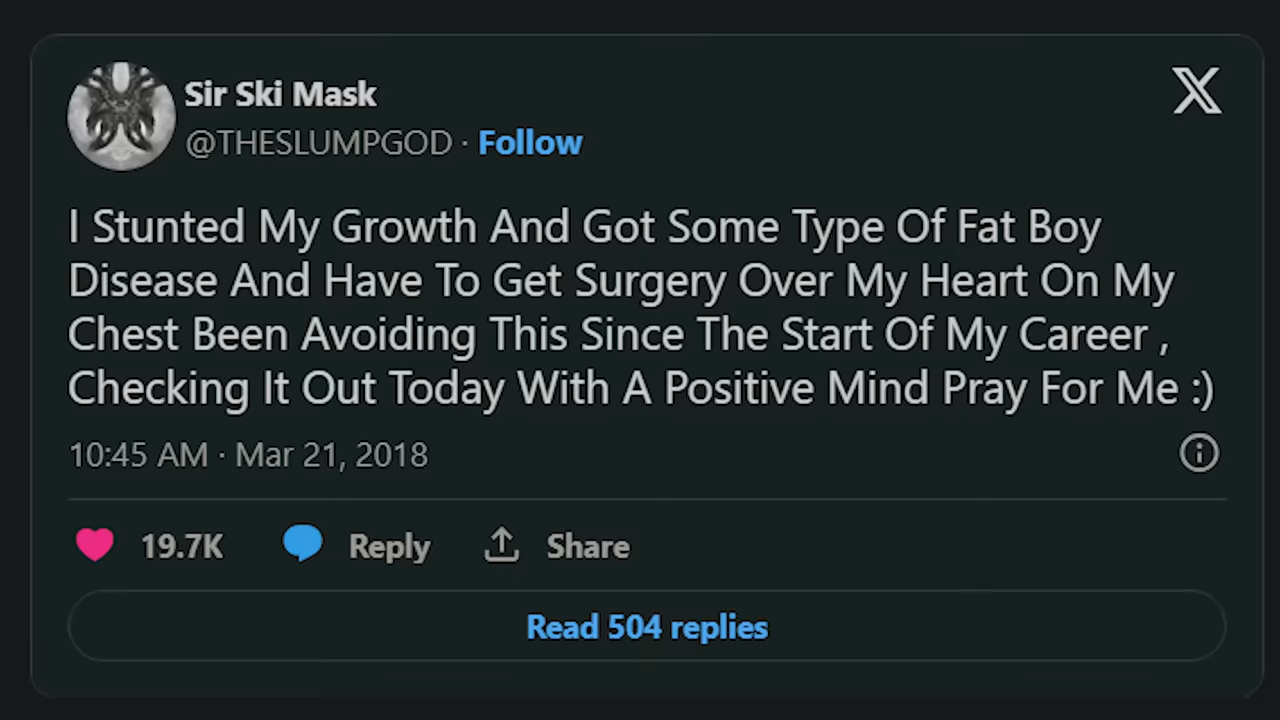 Sir Ski Mask
@THESLUMPGOD · Follow
I Stunted My Growth And Got Some Type Of Fat Boy
Disease And Have To Get Surgery Over My Heart On My
Chest Been Avoiding This Since The Start Of My Career ,
Checking It Out Today With A Positive Mind Pray For Me :)
10:45 AM · Mar 21, 2018
19.7K Reply Share
Read 504 replies